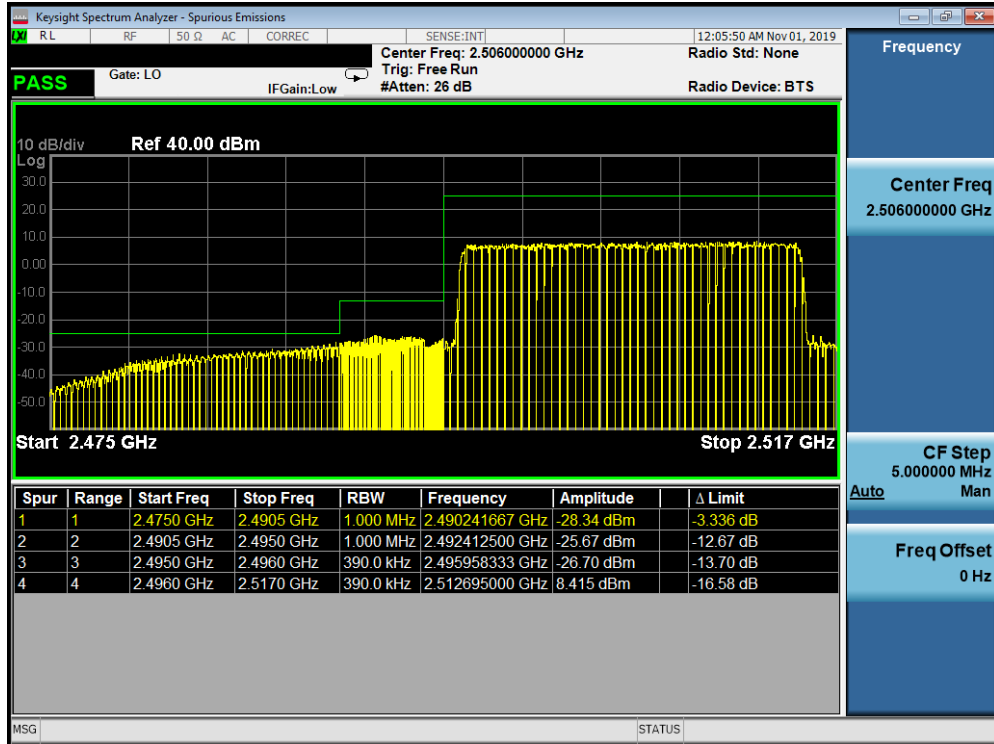 Keysight Spectrum Analyzer - Spurious Emissions
LXI RL RF 50 Ω AC CORREC SENSE:INT 12:05:50 AM Nov 01, 2019
Center Freq: 2.506000000 GHz Radio Std: None
PASS Gate: LO Trig: Free Run
IFGain:Low #Atten: 26 dB Radio Device: BTS
10 dB/div Ref 40.00 dBm
Log
30.0
20.0
10.0
0.00
-10.0
-20.0
-30.0
-40.0
-50.0
Start 2.475 GHz Stop 2.517 GHz
Spur Range Start Freq Stop Freq RBW Frequency Amplitude Δ Limit
1 1 2.4750 GHz 2.4905 GHz 1.000 MHz 2.490241667 GHz -28.34 dBm -3.336 dB
2 2 2.4905 GHz 2.4950 GHz 1.000 MHz 2.492412500 GHz -25.67 dBm -12.67 dB
3 3 2.4950 GHz 2.4960 GHz 390.0 kHz 2.495958333 GHz -26.70 dBm -13.70 dB
4 4 2.4960 GHz 2.5170 GHz 390.0 kHz 2.512695000 GHz 8.415 dBm -16.58 dB
MSG STATUS
Frequency
Center Freq
2.506000000 GHz
CF Step
5.000000 MHz
Auto Man
Freq Offset
0 Hz